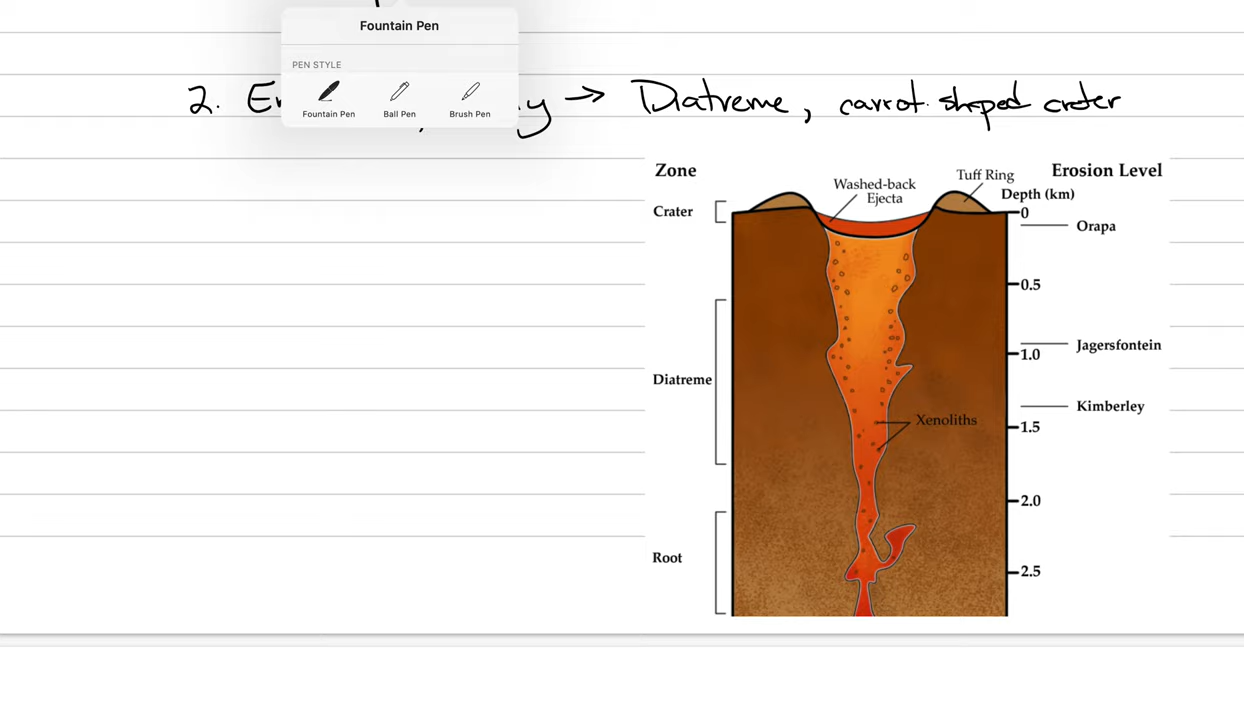 Fountain Pen
PEN STYLE
Fountain Pen Ball Pen Brush Pen
2. → Diatreme, carrot-shaped crater
Zone
Washed-back
Ejecta
Tuff Ring
Erosion Level
Depth (km)
Crater
0
Orapa
0.5
Jagersfontein
1.0
Diatreme
Kimberley
Xenoliths
1.5
2.0
Root
2.5